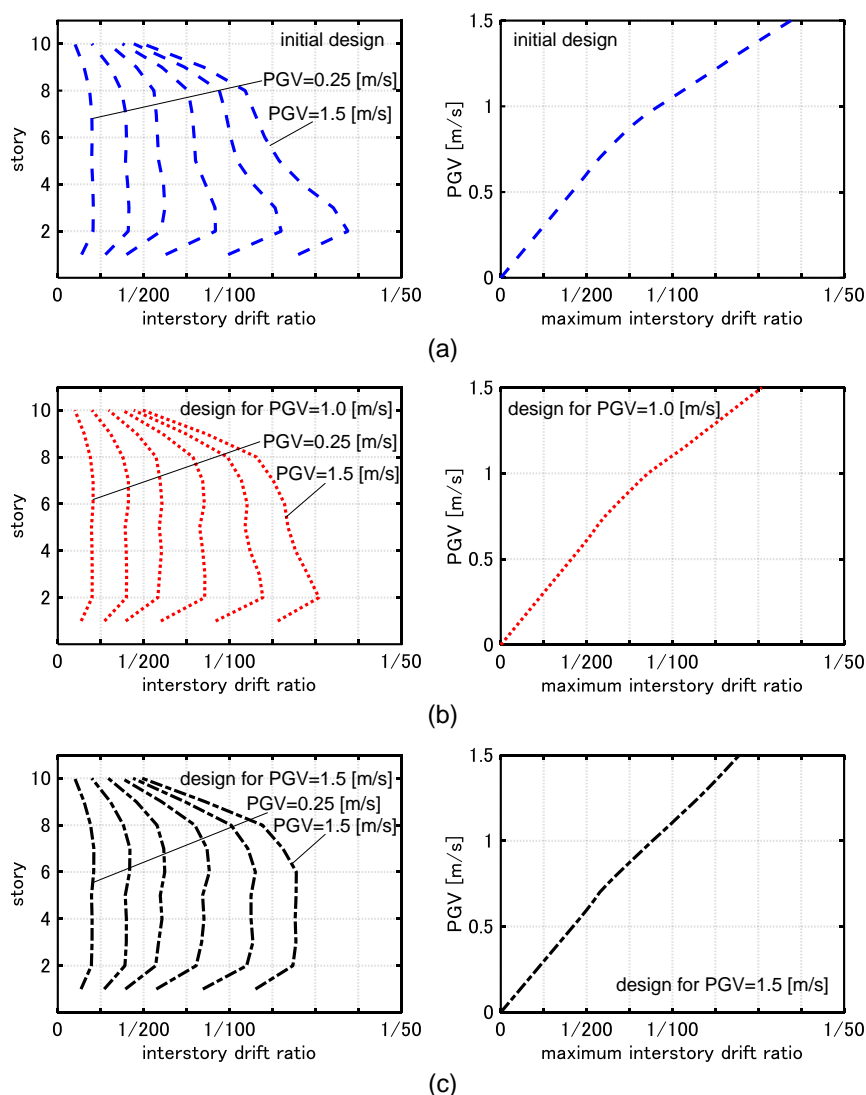 initial design
PGV=0.25 [m/s]
PGV=1.5 [m/s]
10
8
6
4
2
story
0
1/200
1/100
1/50
interstory drift ratio
initial design
1.5
1
0.5
0
PGV [m/s]
0
1/200
1/100
1/50
maximum interstory drift ratio
(a)
design for PGV=1.0 [m/s]
PGV=0.25 [m/s]
PGV=1.5 [m/s]
10
8
6
4
2
story
0
1/200
1/100
1/50
interstory drift ratio
design for PGV=1.0 [m/s]
1.5
1
0.5
0
PGV [m/s]
0
1/200
1/100
1/50
maximum interstory drift ratio
(b)
design for PGV=1.5 [m/s]
PGV=0.25 [m/s]
PGV=1.5 [m/s]
10
8
6
4
2
story
0
1/200
1/100
1/50
interstory drift ratio
1.5
1
0.5
0
PGV [m/s]
design for PGV=1.5 [m/s]
0
1/200
1/100
1/50
maximum interstory drift ratio
(c)